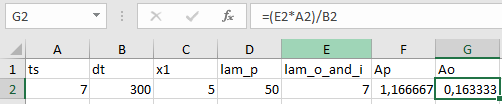 G2 =(E2*A2)/B2
A B C D E F G
1 ts dt x1 lam_p lam_o_and_i Ap Ao
2 7 300 5 50 7 1,166667 0,163333